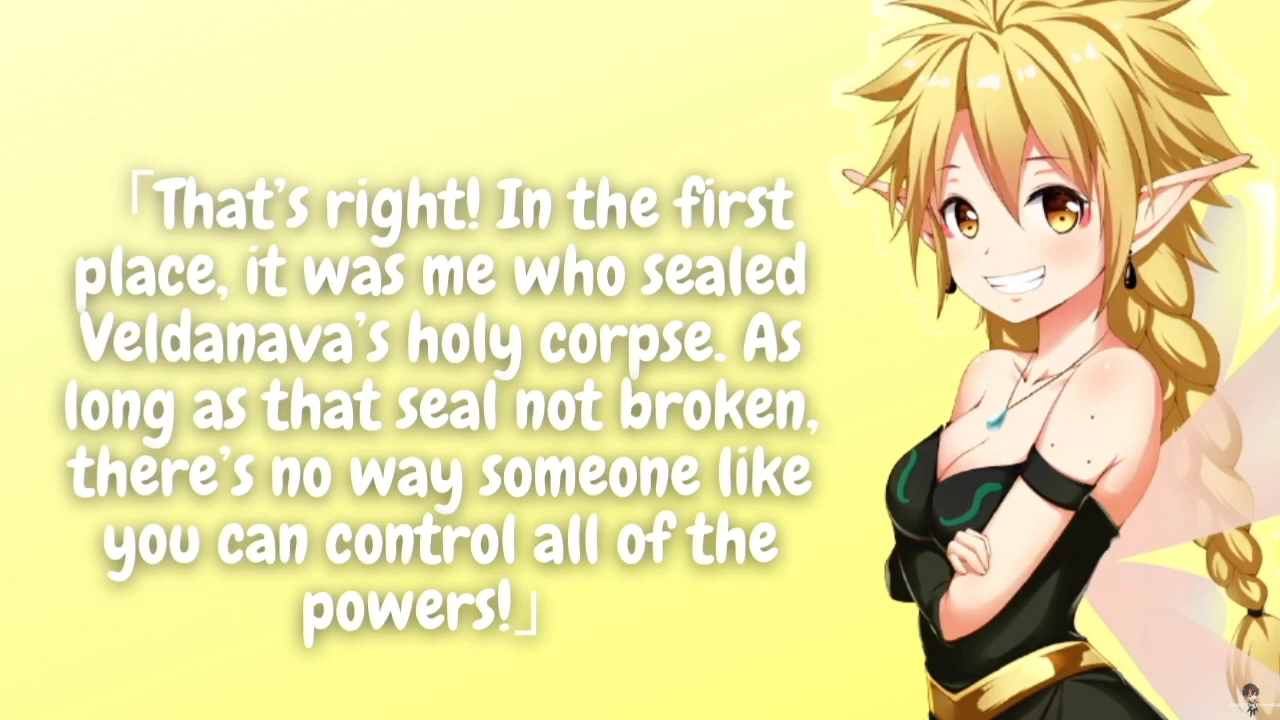 「That's right! In the first
place, it was me who sealed
Veldanava's holy corpse. As
long as that seal not broken,
there's no way someone like
you can control all of the
powers!」